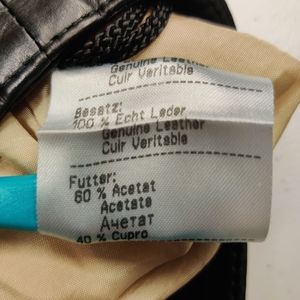 Genuine Leather
Cuir Veritable
Besatz:
100 % Echt Leder
Genuine Leather
Cuir Veritable
Futter:
60 % Acetat
Acetate
Ацетат
40 % Cupro